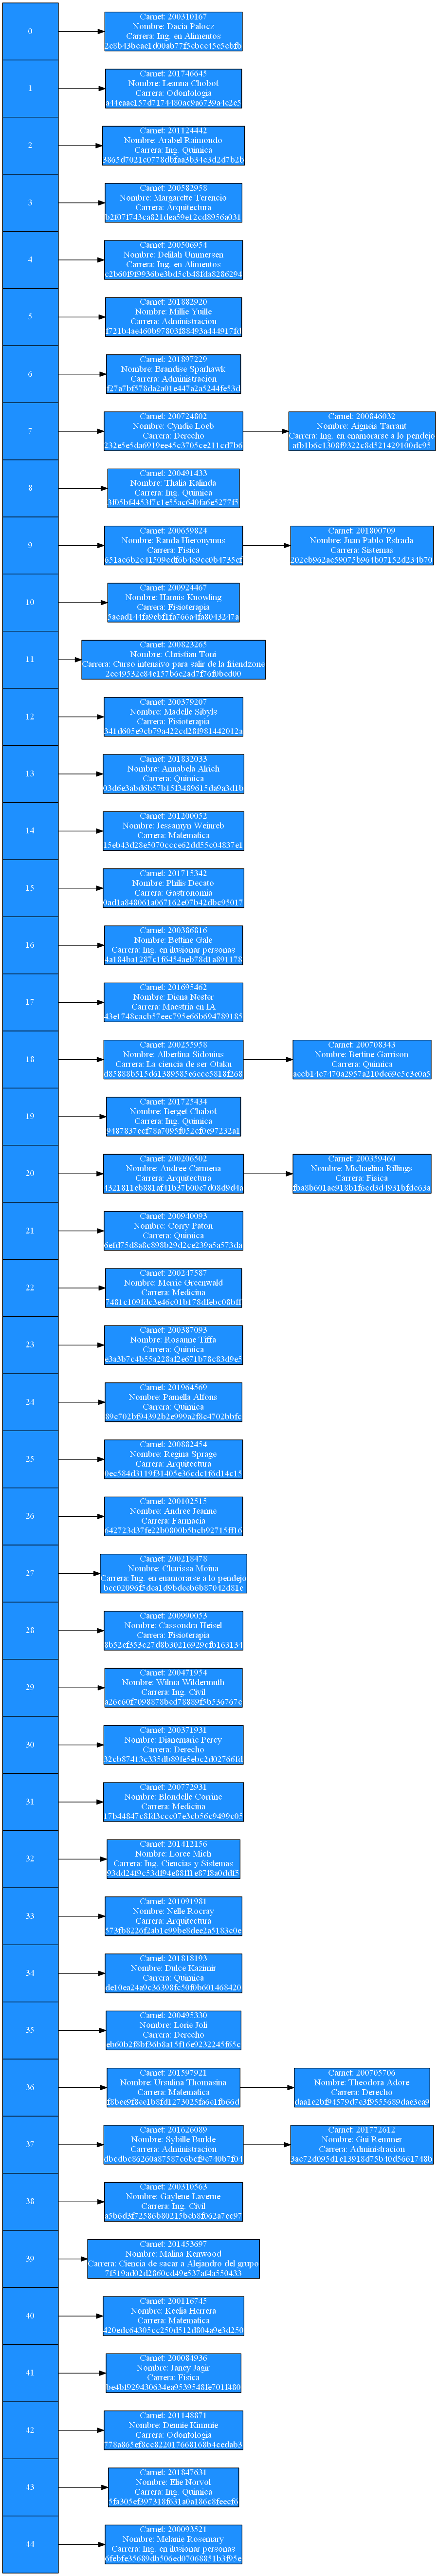 0
Carnet: 200310167
Nombre: Dacia Palocz
Carrera: Ing. en Alimentos
2e8b43bcae1d00ab77f5ebce45e5cbfb
1
Carnet: 201746645
Nombre: Leanna Chobot
Carrera: Odontologia
a44eaae157d7174480ac9a6739a4e2e5
2
Carnet: 201124442
Nombre: Arabel Raimondo
Carrera: Ing. Quimica
3865d7021c0778dbfaa3b34c3d2d7b2b
3
Carnet: 200582958
Nombre: Margarette Terencio
Carrera: Arquitectura
b2f07f743ca821dea59e12cd8956a031
4
Carnet: 200506954
Nombre: Delilah Ummersen
Carrera: Ing. en Alimentos
c2b60f9f9936be3bd5cb48fda8286294
5
Carnet: 201882920
Nombre: Millie Yuille
Carrera: Administracion
f721b4ae460b97803f88493a444917fd
6
Carnet: 201897229
Nombre: Brandise Sparhawk
Carrera: Administracion
f27a7bf578da2a01e447a2a5244fe53d
7
Carnet: 200724802
Nombre: Cyndie Loeb
Carrera: Derecho
232e5e5da6919ee45c3705ce211cd7b6
Carnet: 200846032
Nombre: Aigneis Tarrant
Carrera: Ing. en enamorarse a lo pendejo
afb1b6c1308f9322c8d521429100dc95
8
Carnet: 200491433
Nombre: Thalia Kalinda
Carrera: Ing. Quimica
3f05bf4453f7c1e55ac640fa6e5277f5
9
Carnet: 200659824
Nombre: Randa Hieronymus
Carrera: Fisica
651ac6b2c41509cdf6b4c9ce0b4735ef
Carnet: 201800709
Nombre: Juan Pablo Estrada
Carrera: Sistemas
202cb962ac59075b964b07152d234b70
10
Carnet: 200924467
Nombre: Hannis Knowling
Carrera: Fisioterapia
5acad144fa9ebf1fa766a4fa8043247a
11
Carnet: 200823265
Nombre: Christian Toni
Carrera: Curso intensivo para salir de la friendzone
2ee49532e84e157b6e2ad7f76f0bed00
12
Carnet: 200379207
Nombre: Madelle Sibyls
Carrera: Fisioterapia
341d605e9cb79a422cd28f981442012a
13
Carnet: 201832033
Nombre: Annabela Alrich
Carrera: Quimica
03d6e3abd6b57b15f3489615da9a3d1b
14
Carnet: 201200052
Nombre: Jessamyn Weinreb
Carrera: Matematica
15eb43d28e5070ccce62dd55c04837e1
15
Carnet: 201715342
Nombre: Philis Decato
Carrera: Gastronomia
0ad1a848061a067162e07b42dbc95017
16
Carnet: 200386816
Nombre: Bettine Gale
Carrera: Ing. en ilusionar personas
4a184ba1287c1f6454aeb78d1a891178
17
Carnet: 201695462
Nombre: Diena Nester
Carrera: Maestria en IA
43e1748cacb57eec795e66b694789185
18
Carnet: 200255958
Nombre: Albertina Sidonius
Carrera: La ciencia de ser Otaku
d85888b515d61389585e6ecc5818f268
Carnet: 200708343
Nombre: Bertine Garrison
Carrera: Quimica
aecb14c7470a2957a210de69c5c3e0a5
19
Carnet: 201725434
Nombre: Berget Chabot
Carrera: Ing. Quimica
9487837ecf78a7095f052cf0e97232a1
20
Carnet: 200206502
Nombre: Andree Carmena
Carrera: Arquitectura
4321811eb881af41b37b00e7d08d9d4a
Carnet: 200359460
Nombre: Michaelina Rillings
Carrera: Fisica
fba8b601ac918b1f6cd3d4931bfdc63a
21
Carnet: 200940093
Nombre: Corry Paton
Carrera: Quimica
6efd75d8a8c898b29d2ce239a5a573da
22
Carnet: 200247587
Nombre: Merrie Greenwald
Carrera: Medicina
7481c109fdc3e46c01b178dfebc08bff
23
Carnet: 200387093
Nombre: Rosanne Tiffa
Carrera: Quimica
e3a3b7c4b55a228af2e671b78c83d9e5
24
Carnet: 201964569
Nombre: Pamella Alfons
Carrera: Quimica
89c702bf94392b2e999a2f8c4702bbfc
25
Carnet: 200882454
Nombre: Regina Sprage
Carrera: Arquitectura
0ec584d3119f31405e36cdc1f6d14c15
26
Carnet: 200102515
Nombre: Andree Jeanne
Carrera: Farmacia
642723d37fe22b0800b5bcb92715ff16
27
Carnet: 200218478
Nombre: Charissa Moina
Carrera: Ing. en enamorarse a lo pendejo
bec02096f5dea1d9bdeeb6b87042d81e
28
Carnet: 200990053
Nombre: Cassondra Heisel
Carrera: Fisioterapia
8b52ef353c27d8b30216929cfb163134
29
Carnet: 200471954
Nombre: Wilma Wildermuth
Carrera: Ing. Civil
a26c60f7098878bed78889f5b536767e
30
Carnet: 200371931
Nombre: Dianemarie Percy
Carrera: Derecho
32cb87413c335db89fe5ebc2d02766fd
31
Carnet: 200772931
Nombre: Blondelle Corrine
Carrera: Medicina
17b44847c8fd3ccc07e3cb56c9499c05
32
Carnet: 201412156
Nombre: Loree Mich
Carrera: Ing. Ciencias y Sistemas
93dd24f9c53df94e88ff1e87f8a0ddf5
33
Carnet: 201091981
Nombre: Nelle Rocray
Carrera: Arquitectura
573fb8226f2ab1c99be8dee2a5183c0e
34
Carnet: 201818193
Nombre: Dulce Kazimir
Carrera: Quimica
de10ea24a9c36398fc50f0b601468420
35
Carnet: 200495330
Nombre: Lorie Joli
Carrera: Derecho
eb60b2f8bf36b8a15f16e9232245f65c
36
Carnet: 201597921
Nombre: Ursulina Thomasina
Carrera: Matematica
f8bee9f8ee1b8fd1273025fa6e1fb66d
Carnet: 200705706
Nombre: Theodora Adore
Carrera: Derecho
daa1e2bf94579d7e3f9555689dae3ea9
37
Carnet: 201626089
Nombre: Sybille Burkle
Carrera: Administracion
dbcdbc86260a87587c6bcf9e740b7f04
Carnet: 201772612
Nombre: Gui Remmer
Carrera: Administracion
3ac72d095d1e13918d75b40d5661748b
38
Carnet: 200310563
Nombre: Gaylene Laverne
Carrera: Ing. Civil
a5b6d3f72586b80215beb8f062a7ec97
39
Carnet: 201453697
Nombre: Malina Kenwood
Carrera: Ciencia de sacar a Alejandro del grupo
7f519ad02d2860cd49e537af4a550433
40
Carnet: 200116745
Nombre: Keelia Herrera
Carrera: Matematica
420edc64305cc250d512d804a9e3d250
41
Carnet: 200084936
Nombre: Janey Jagir
Carrera: Fisica
be4bf929430634ea9539548fe701f480
42
Carnet: 201148871
Nombre: Dennie Kimmie
Carrera: Odontologia
778a865ef8cc822017668168b4cedab3
43
Carnet: 201847631
Nombre: Elie Norvol
Carrera: Ing. Quimica
5fa305ef397318f631a0a186c8feecf6
44
Carnet: 200093521
Nombre: Melanie Rosemary
Carrera: Ing. en ilusionar personas
6febfe35689db506ed07068851b3f95e